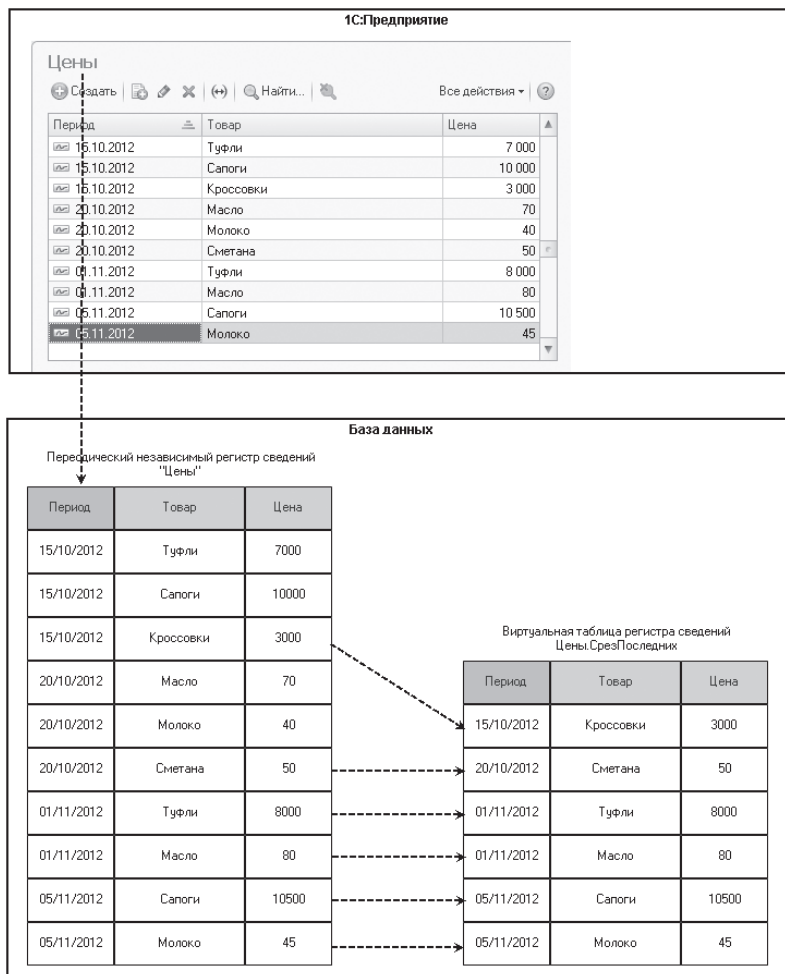 1С:Предприятие
Цены
Создать Найти... Все действия ?
Период Товар Цена
15.10.2012 Туфли 7 000
15.10.2012 Сапоги 10 000
15.10.2012 Кроссовки 3 000
20.10.2012 Масло 70
20.10.2012 Молоко 40
20.10.2012 Сметана 50
01.11.2012 Туфли 8 000
01.11.2012 Масло 80
05.11.2012 Сапоги 10 500
05.11.2012 Молоко 45
База данных
Периодический независимый регистр сведений
"Цены"
Период Товар Цена
15/10/2012 Туфли 7000
15/10/2012 Сапоги 10000
15/10/2012 Кроссовки 3000
20/10/2012 Масло 70
20/10/2012 Молоко 40
20/10/2012 Сметана 50
01/11/2012 Туфли 8000
01/11/2012 Масло 80
05/11/2012 Сапоги 10500
05/11/2012 Молоко 45
Виртуальная таблица регистра сведений
Цены.СрезПоследних
Период Товар Цена
15/10/2012 Кроссовки 3000
20/10/2012 Сметана 50
01/11/2012 Туфли 8000
01/11/2012 Масло 80
05/11/2012 Сапоги 10500
05/11/2012 Молоко 45